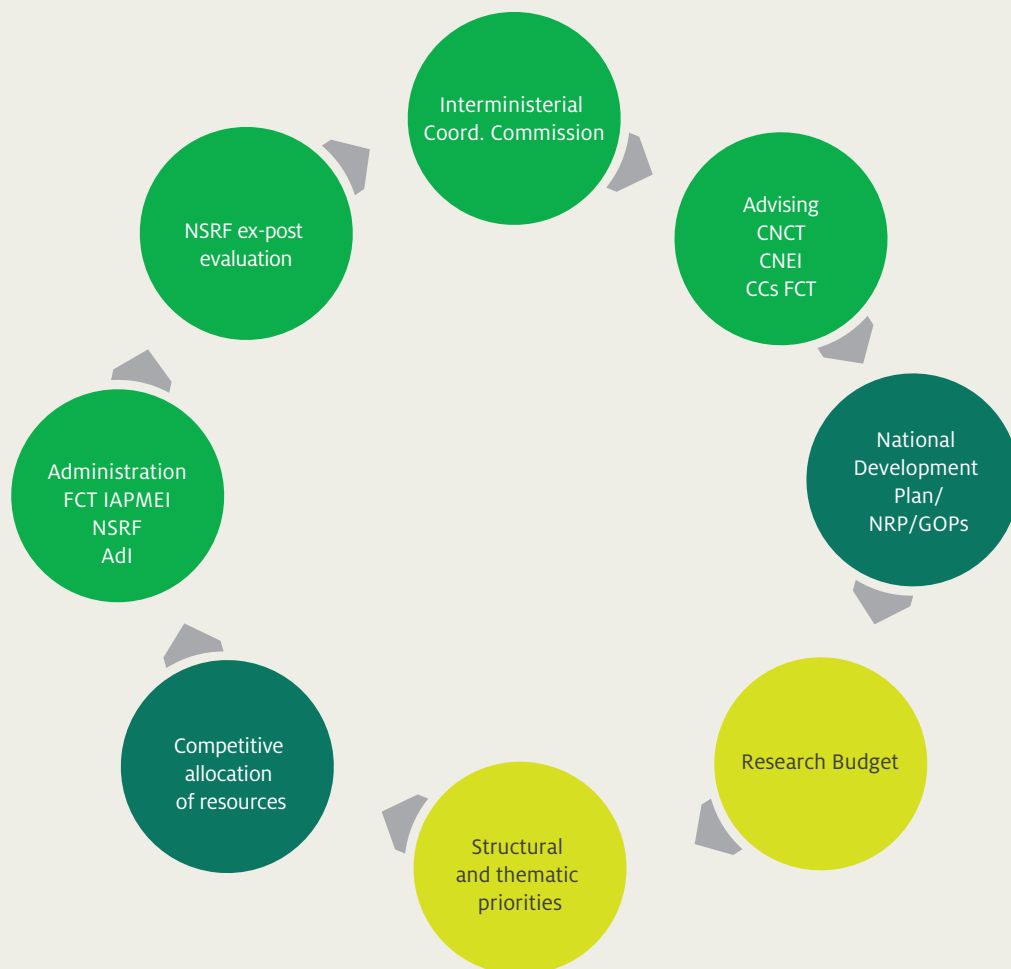 Interministerial
Coord. Commission
Advising
CNCT
CNEI
CCs FCT
National
Development
Plan/
NRP/GOPs
Research Budget
Structural
and thematic
priorities
Competitive
allocation
of resources
Administration
FCT IAPMEI
NSRF
AdI
NSRF ex-post
evaluation